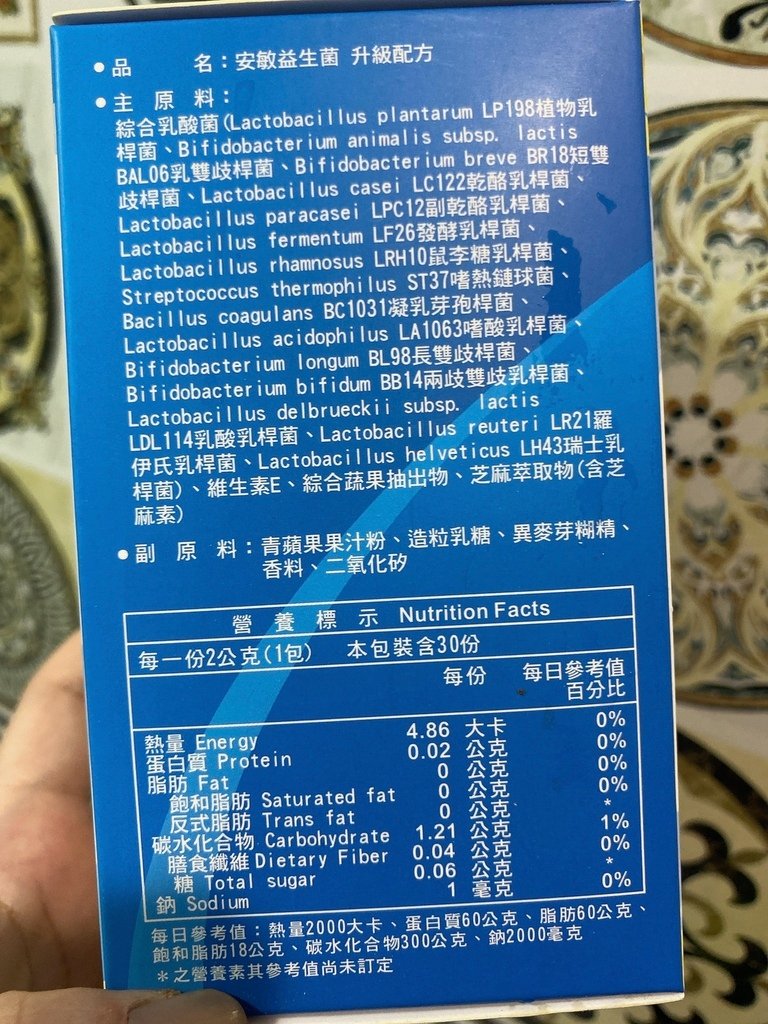 ●品 名：安敏益生菌 升級配方
●主 原 料：
綜合乳酸菌(Lactobacillus plantarum LP198植物乳
桿菌、Bifidobacterium animalis subsp. lactis
BAL06乳雙歧桿菌、Bifidobacterium breve BR18短雙
歧桿菌、Lactobacillus casei LC122乾酪乳桿菌、
Lactobacillus paracasei LPC12副乾酪乳桿菌、
Lactobacillus fermentum LF26發酵乳桿菌、
Lactobacillus rhamnosus LRH10鼠李糖乳桿菌、
Streptococcus thermophilus ST37嗜熱鏈球菌、
Bacillus coagulans BC1031凝乳芽孢桿菌、
Lactobacillus acidophilus LA1063嗜酸乳桿菌、
Bifidobacterium longum BL98長雙歧桿菌、
Bifidobacterium bifidum BB14兩歧雙歧乳桿菌、
Lactobacillus delbrueckii subsp. lactis
LDL114乳酸乳桿菌、Lactobacillus reuteri LR21羅
伊氏乳桿菌、Lactobacillus helveticus LH43瑞士乳
桿菌)、維生素E、綜合蔬果抽出物、芝麻萃取物(含芝
麻素)
●副 原 料：青蘋果果汁粉、造粒乳糖、異麥芽糊精、
香料、二氧化矽
營 養 標 示 Nutrition Facts
每一份2公克(1包) 本包裝含30份
每份 每日參考值
百分比
熱量 Energy 4.86 大卡 0%
蛋白質 Protein 0.02 公克 0%
脂肪 Fat 0 公克 0%
飽和脂肪 Saturated fat 0 公克 0%
反式脂肪 Trans fat 0 公克 *
碳水化合物 Carbohydrate 1.21 公克 1%
膳食纖維 Dietary Fiber 0.04 公克 0%
糖 Total sugar 0.06 公克 *
鈉 Sodium 1 毫克 0%
每日參考值：熱量2000大卡、蛋白質60公克、脂肪60公克、
飽和脂肪18公克、碳水化合物300公克、鈉2000毫克
*之營養素其參考值尚未訂定